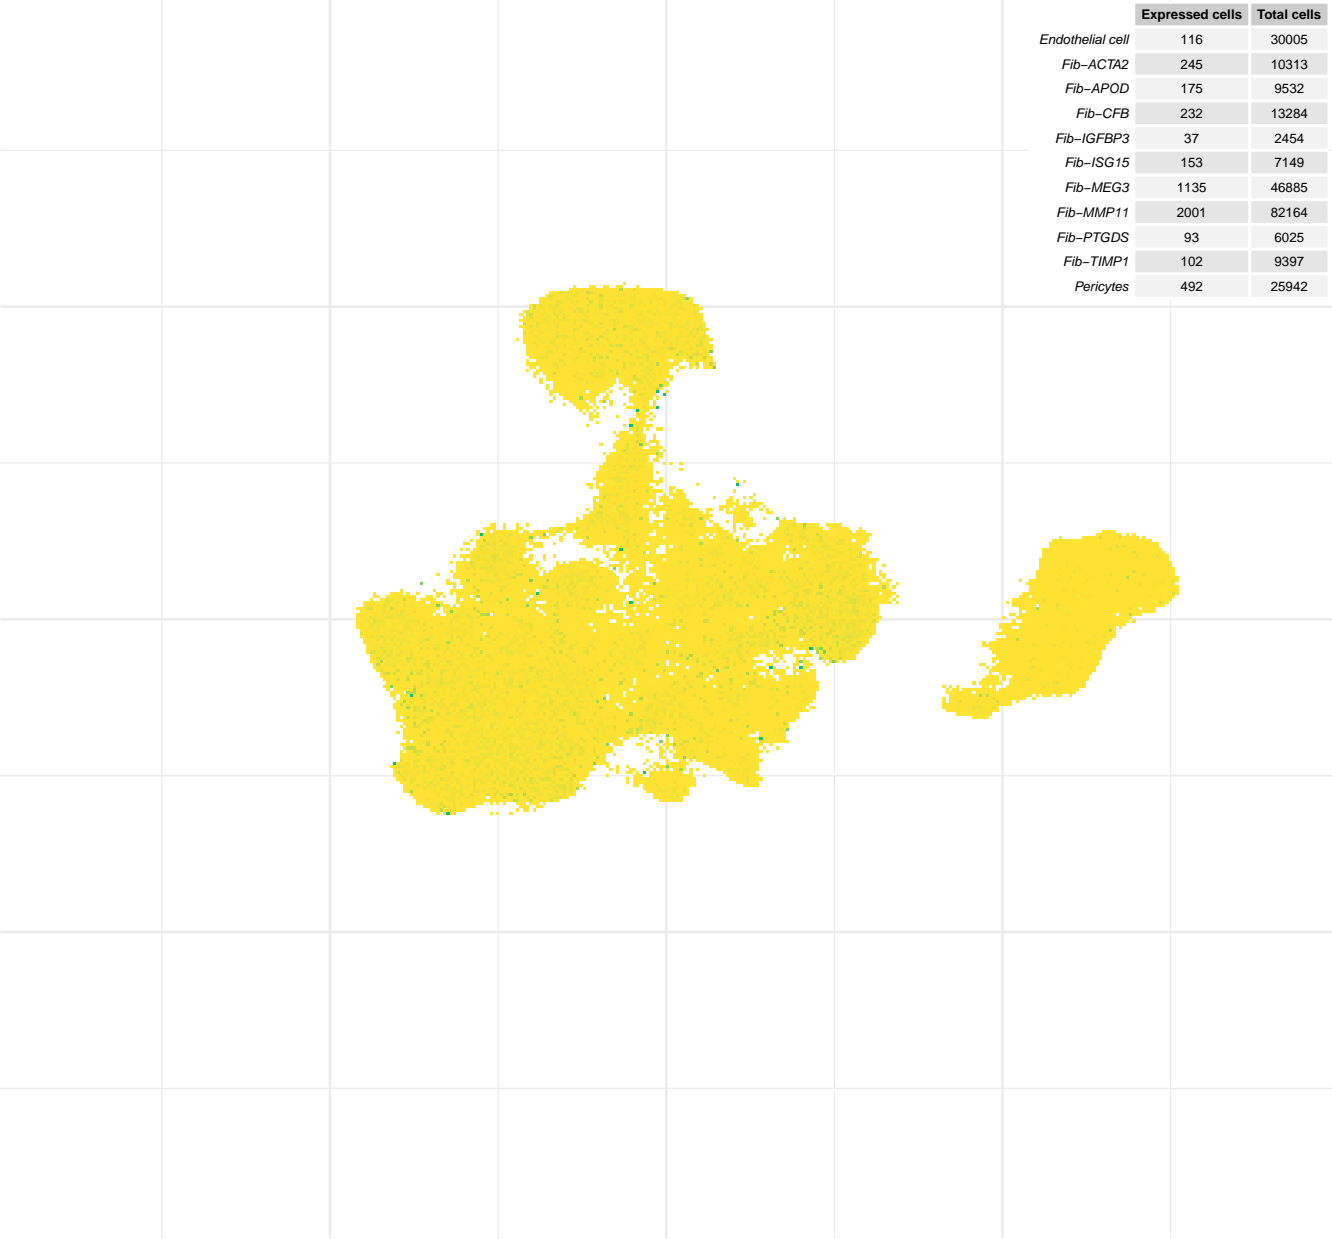 Expressed cells Total cells
Endothelial cell 116 30005
Fib−ACTA2 245 10313
Fib−APOD 175 9532
Fib−CFB 232 13284
Fib−IGFBP3 37 2454
Fib−ISG15 153 7149
Fib−MEG3 1135 46885
Fib−MMP11 2001 82164
Fib−PTGDS 93 6025
Fib−TIMP1 102 9397
Pericytes 492 25942